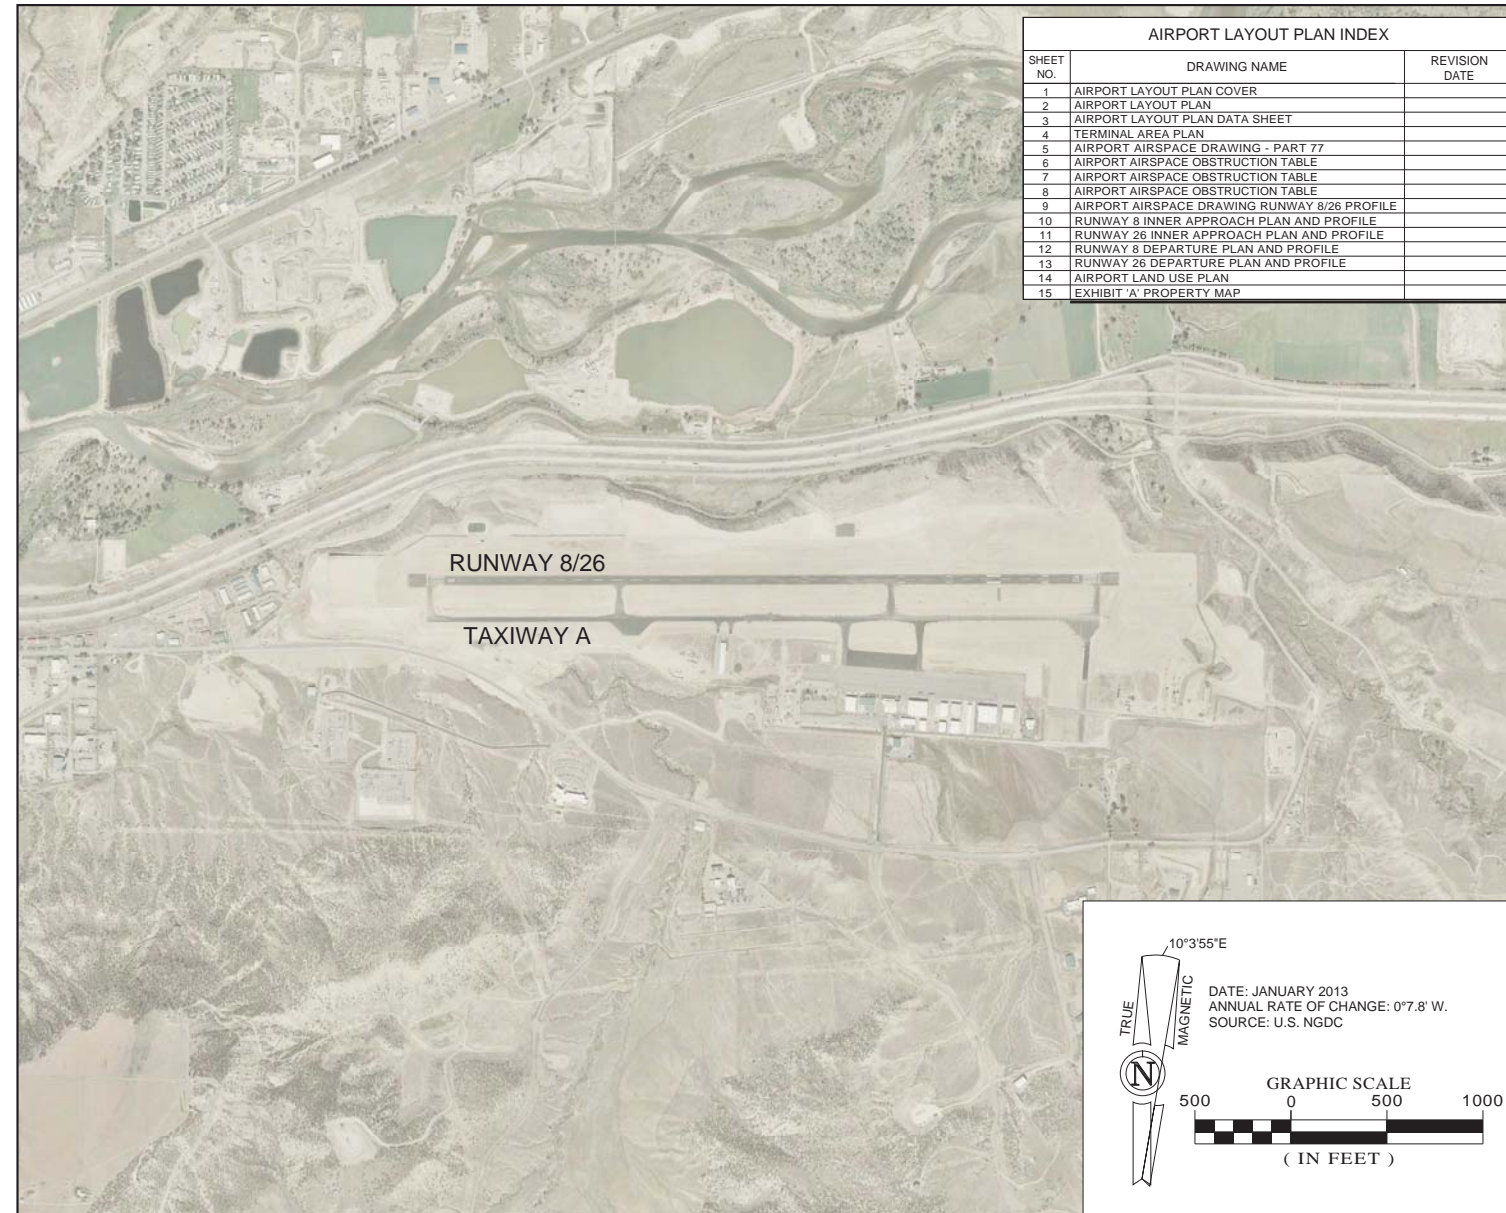 AIRPORT LAYOUT PLAN INDEX
SHEET NO. DRAWING NAME REVISION DATE
1 AIRPORT LAYOUT PLAN COVER
2 AIRPORT LAYOUT PLAN
3 AIRPORT LAYOUT PLAN DATA SHEET
4 TERMINAL AREA PLAN
5 AIRPORT AIRSPACE DRAWING - PART 77
6 AIRPORT AIRSPACE OBSTRUCTION TABLE
7 AIRPORT AIRSPACE OBSTRUCTION TABLE
8 AIRPORT AIRSPACE OBSTRUCTION TABLE
9 AIRPORT AIRSPACE DRAWING RUNWAY 8/26 PROFILE
10 RUNWAY 8 INNER APPROACH PLAN AND PROFILE
11 RUNWAY 26 INNER APPROACH PLAN AND PROFILE
12 RUNWAY 8 DEPARTURE PLAN AND PROFILE
13 RUNWAY 26 DEPARTURE PLAN AND PROFILE
14 AIRPORT LAND USE PLAN
15 EXHIBIT 'A' PROPERTY MAP
RUNWAY 8/26
TAXIWAY A
10°3'55"E
TRUE
MAGNETIC
N
DATE: JANUARY 2013
ANNUAL RATE OF CHANGE: 0°7.8' W.
SOURCE: U.S. NGDC
GRAPHIC SCALE
500 0 500 1000
( IN FEET )